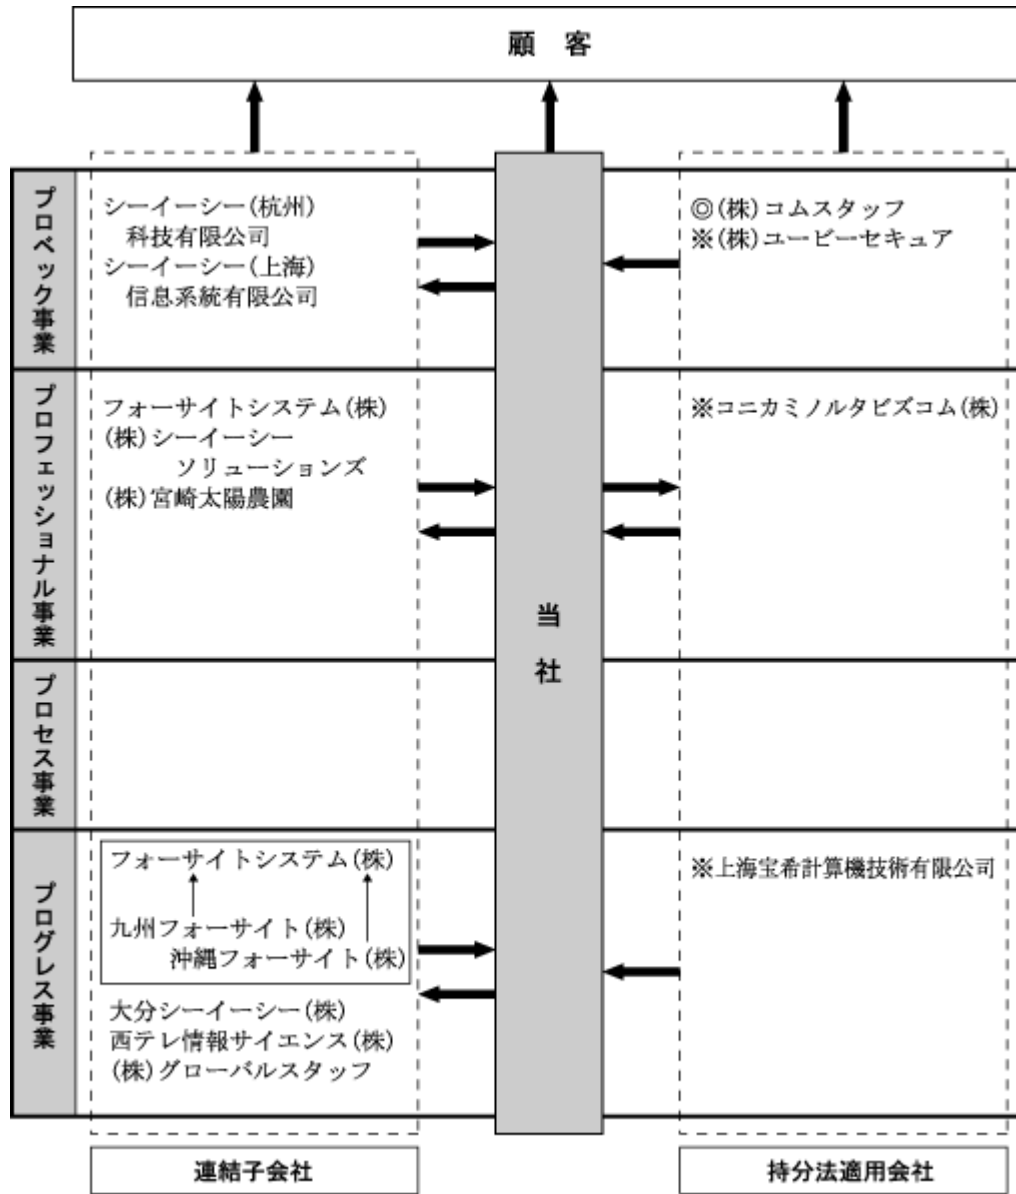 顧 客
プロベック事業
シーイーシー(杭州)
科技有限公司
シーイーシー(上海)
信息系統有限公司
◎(株)コムスタッフ
※(株)ユービーセキュア
プロフェッショナル事業
フォーサイトシステム(株)
(株)シーイーシー
ソリューションズ
(株)宮崎太陽農園
※コニカミノルタビズコム(株)
当社
プロセス事業
プログレス事業
フォーサイトシステム(株)
九州フォーサイト(株)
沖縄フォーサイト(株)
大分シーイーシー(株)
西テレ情報サイエンス(株)
(株)グローバルスタッフ
※上海宝希計算機技術有限公司
連結子会社
持分法適用会社